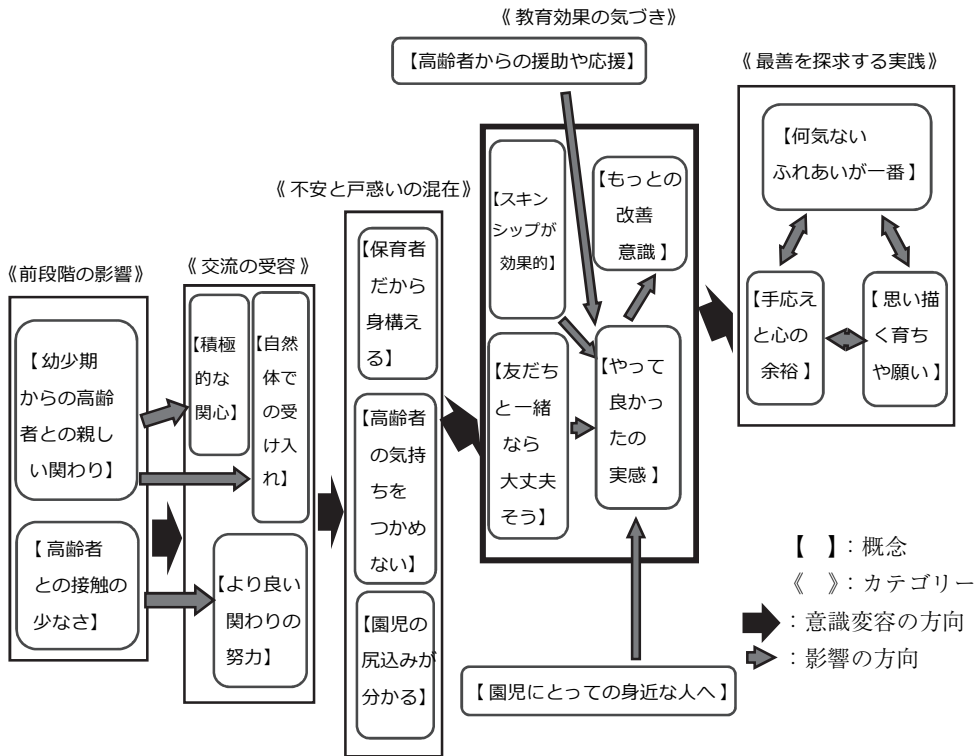 《前段階の影響》
【幼少期
からの高齢
者との親し
い関わり】
【高齢者
との接触の
少なさ】
《交流の受容》
【積極
的な
関心】
【自然
体で
の受
け入
れ】
【より良い
関わりの
努力】
《不安と戸惑いの混在》
【保育者
だから
身構え
る】
【高齢者
の気持
ちを
つかめ
ない】
【園児の
尻込みが
分かる】
《教育効果の気づき》
【高齢者からの援助や応援】
【スキン
シップが
効果的】
【もっとの
改善
意識】
【友だち
と一緒
なら
大丈夫
そう】
【やって
良かっ
たの
実感】
【園児にとっての身近な人へ】
《最善を探求する実践》
【何気ない
ふれあいが一番】
【手応え
と心の
余裕】
【思い描
く育ち
や願い】
【　】：概念
《　》：カテゴリー
：意識変容の方向
：影響の方向